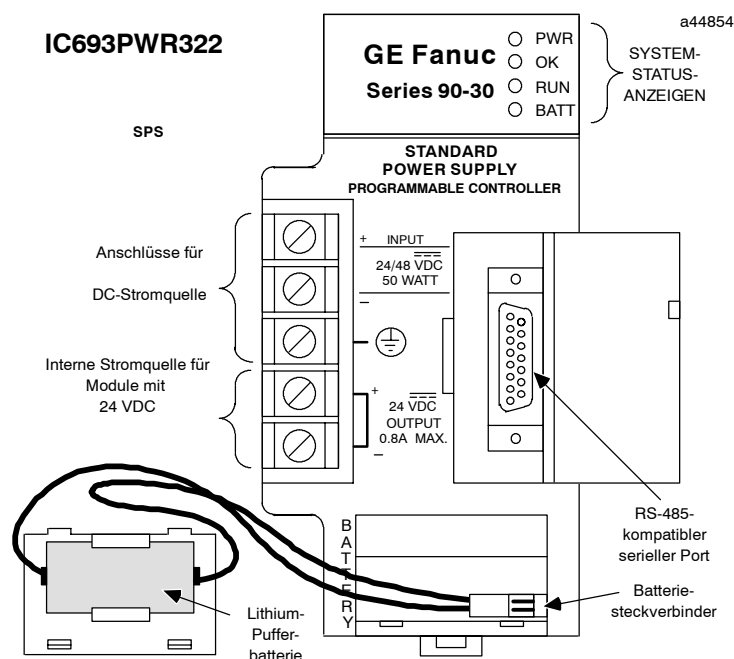 a44854
IC693PWR322
GE Fanuc
Series 90-30
PWR
OK
RUN
BATT
SYSTEM-
STATUS-
ANZEIGEN
SPS
STANDARD
POWER SUPPLY
PROGRAMMABLE CONTROLLER
Anschlüsse für
DC-Stromquelle
+ INPUT
24/48 VDC
50 WATT
–
Interne Stromquelle für
Module mit
24 VDC
+
24 VDC
OUTPUT
0.8A MAX.
–
RS-485-
kompatibler
serieller Port
BATTERY
Batterie-
steckverbinder
Lithium-
Puffer-
batterie